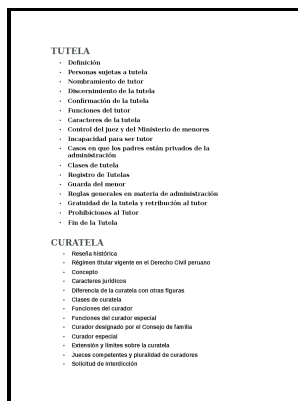 TUTELA
· Definición
· Personas sujetas a tutela
· Nombramiento de tutor
· Discernimiento de la tutela
· Confirmación de la tutela
· Funciones del tutor
· Caracteres de la tutela
· Control del juez y del Ministerio de menores
· Incapacidad para ser tutor
· Casos en que los padres están privados de la
administración
· Clases de tutela
· Registro de Tutelas
· Guarda del menor
· Reglas generales en materia de administración
· Gratuidad de la tutela y retribución al tutor
· Prohibiciones al Tutor
· Fin de la Tutela
CURATELA
· Reseña histórica
· Régimen titular vigente en el Derecho Civil peruano
· Concepto
· Caracteres jurídicos
· Diferencia de la curatela con otras figuras
· Clases de curatela
· Funciones del curador
· Funciones del curador especial
· Curador designado por el Consejo de familia
· Curador especial
· Extensión y límites sobre la curatela
· Jueces competentes y pluralidad de curadores
· Solicitud de interdicción